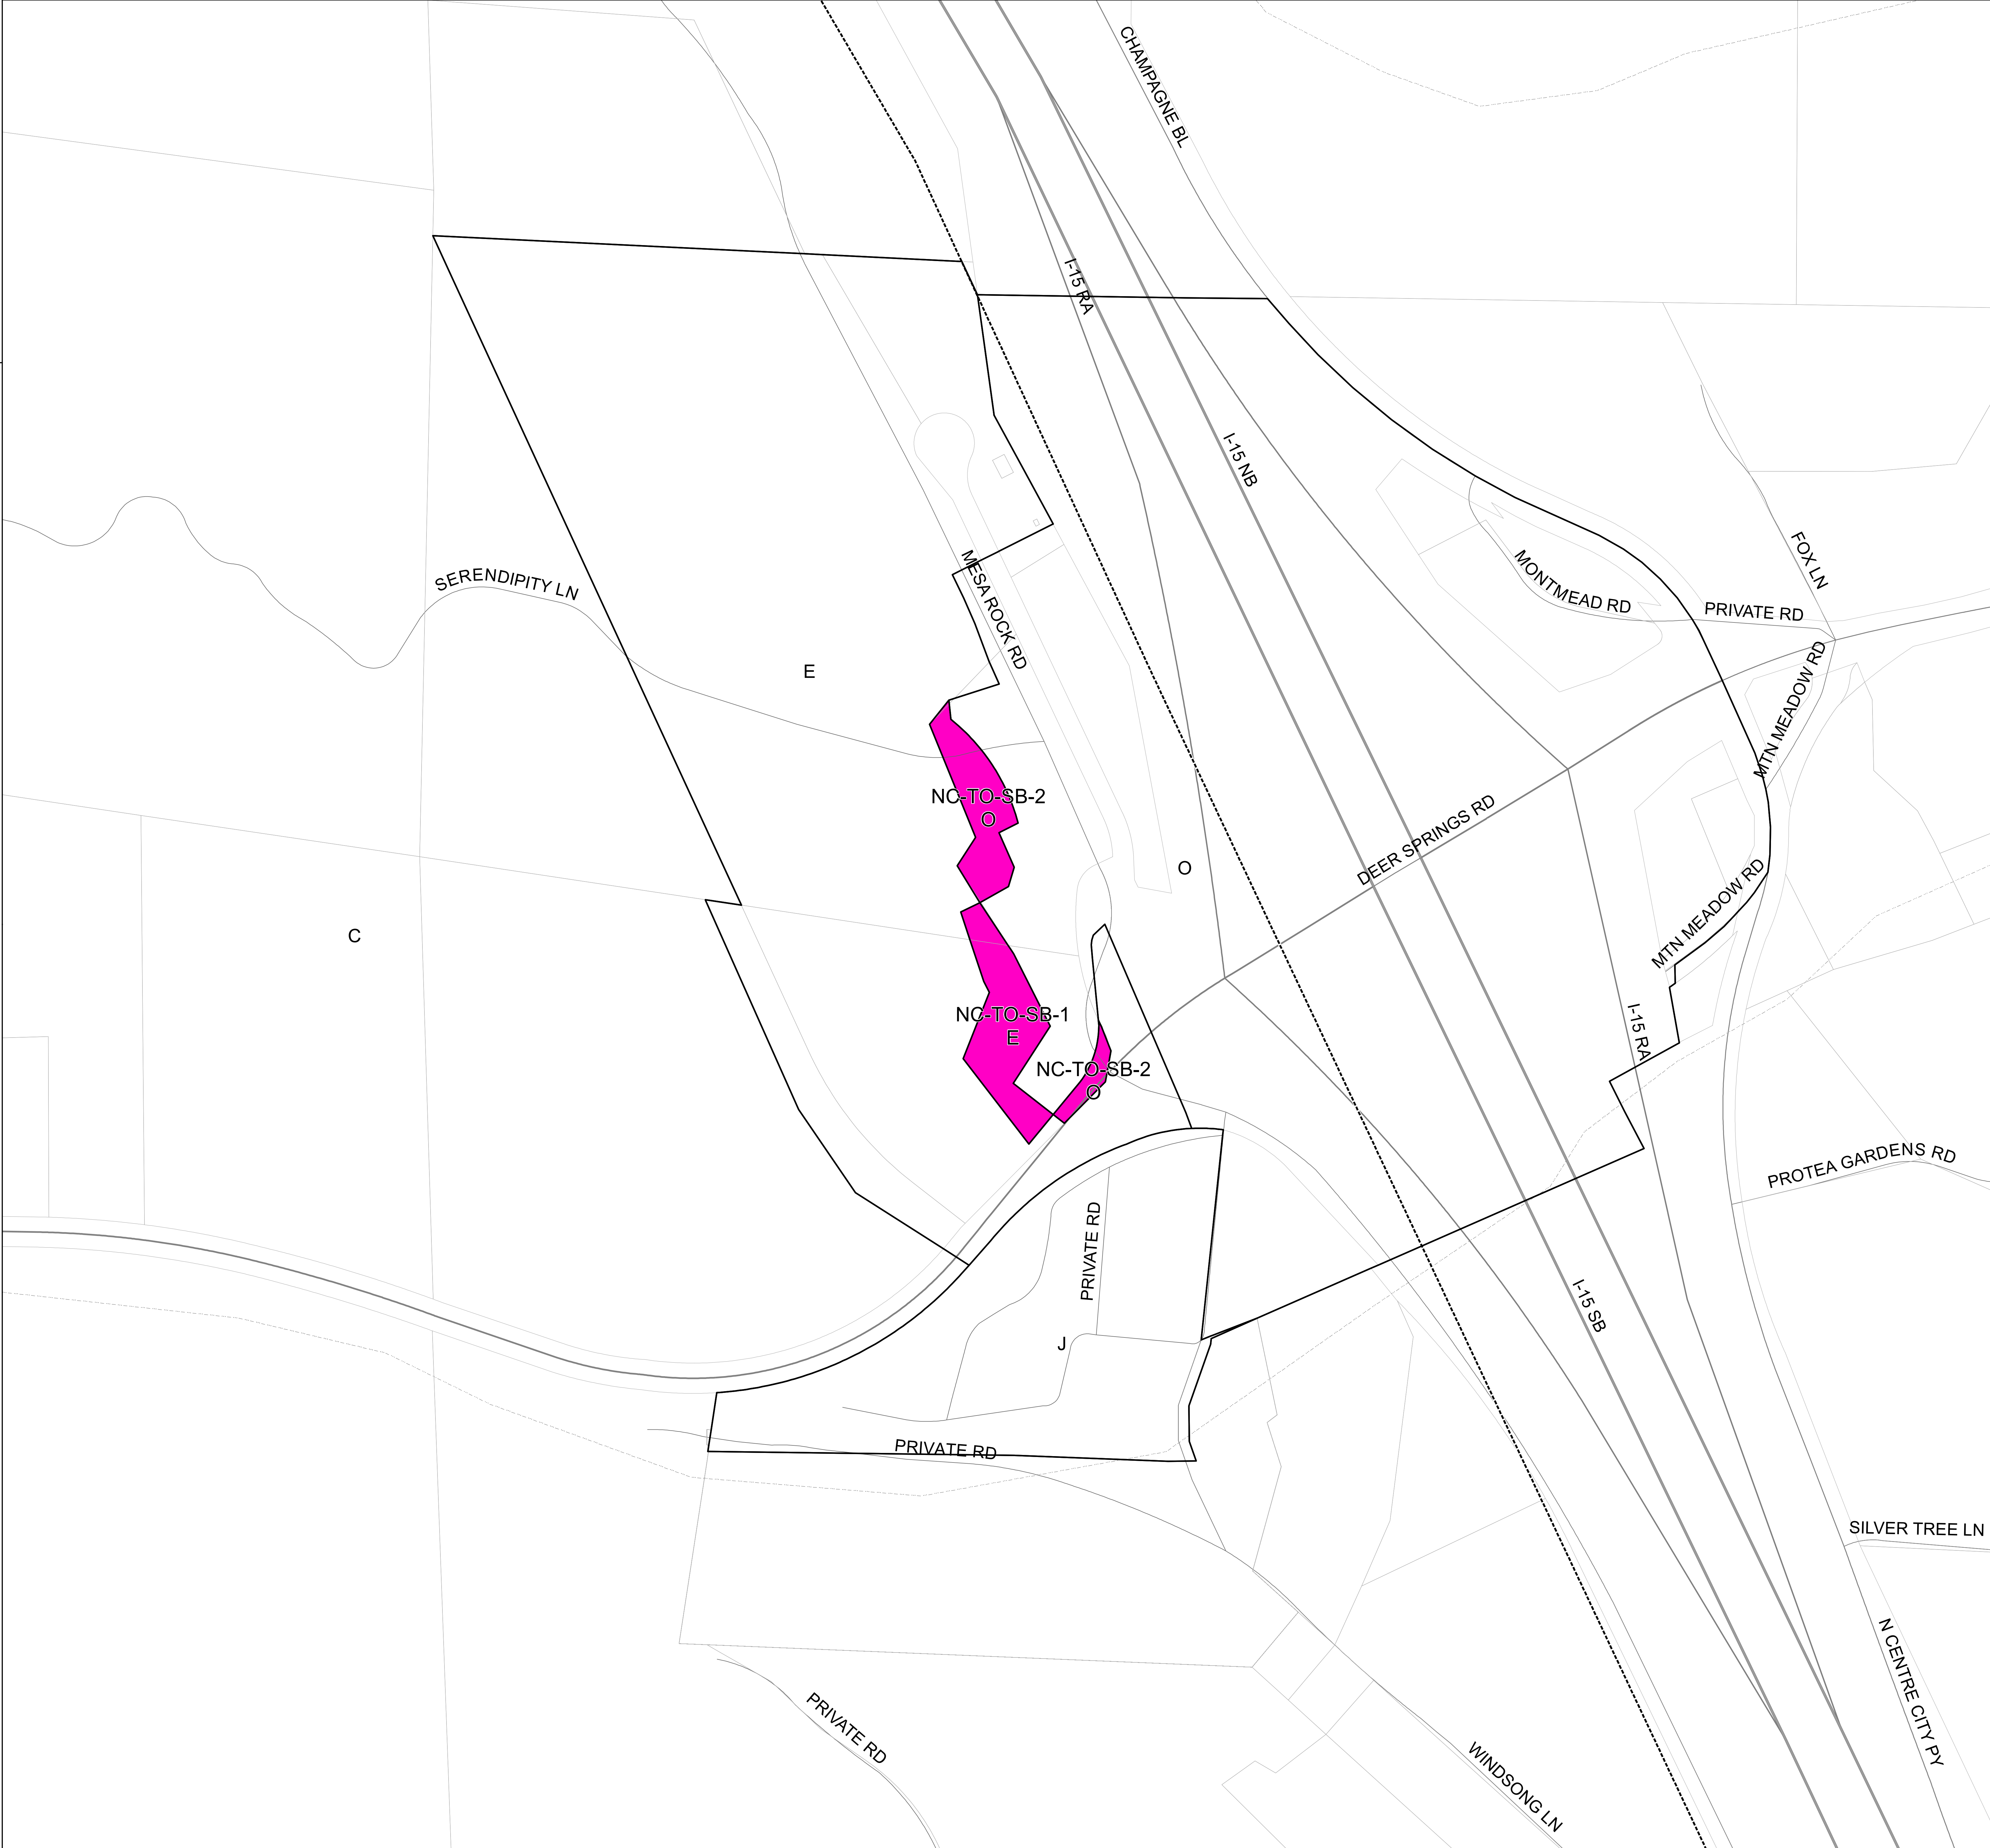 CHAMPAGNE BL
I-15 RA
I-15 NB
MESA ROCK RD
FOX LN
MONTMEAD RD
PRIVATE RD
SERENDIPITY LN
E
MTN MEADOW RD
NC-TO-SB-2
O
DEER SPRINGS RD
O
MTN MEADOW RD
C
NC-TO-SB-1
E
I-15 RA
NC-TO-SB-2
O
PROTEA GARDENS RD
PRIVATE RD
I-15 SB
J
PRIVATE RD
SILVER TREE LN
N CENTRE CITY PY
PRIVATE RD
WINDSONG LN